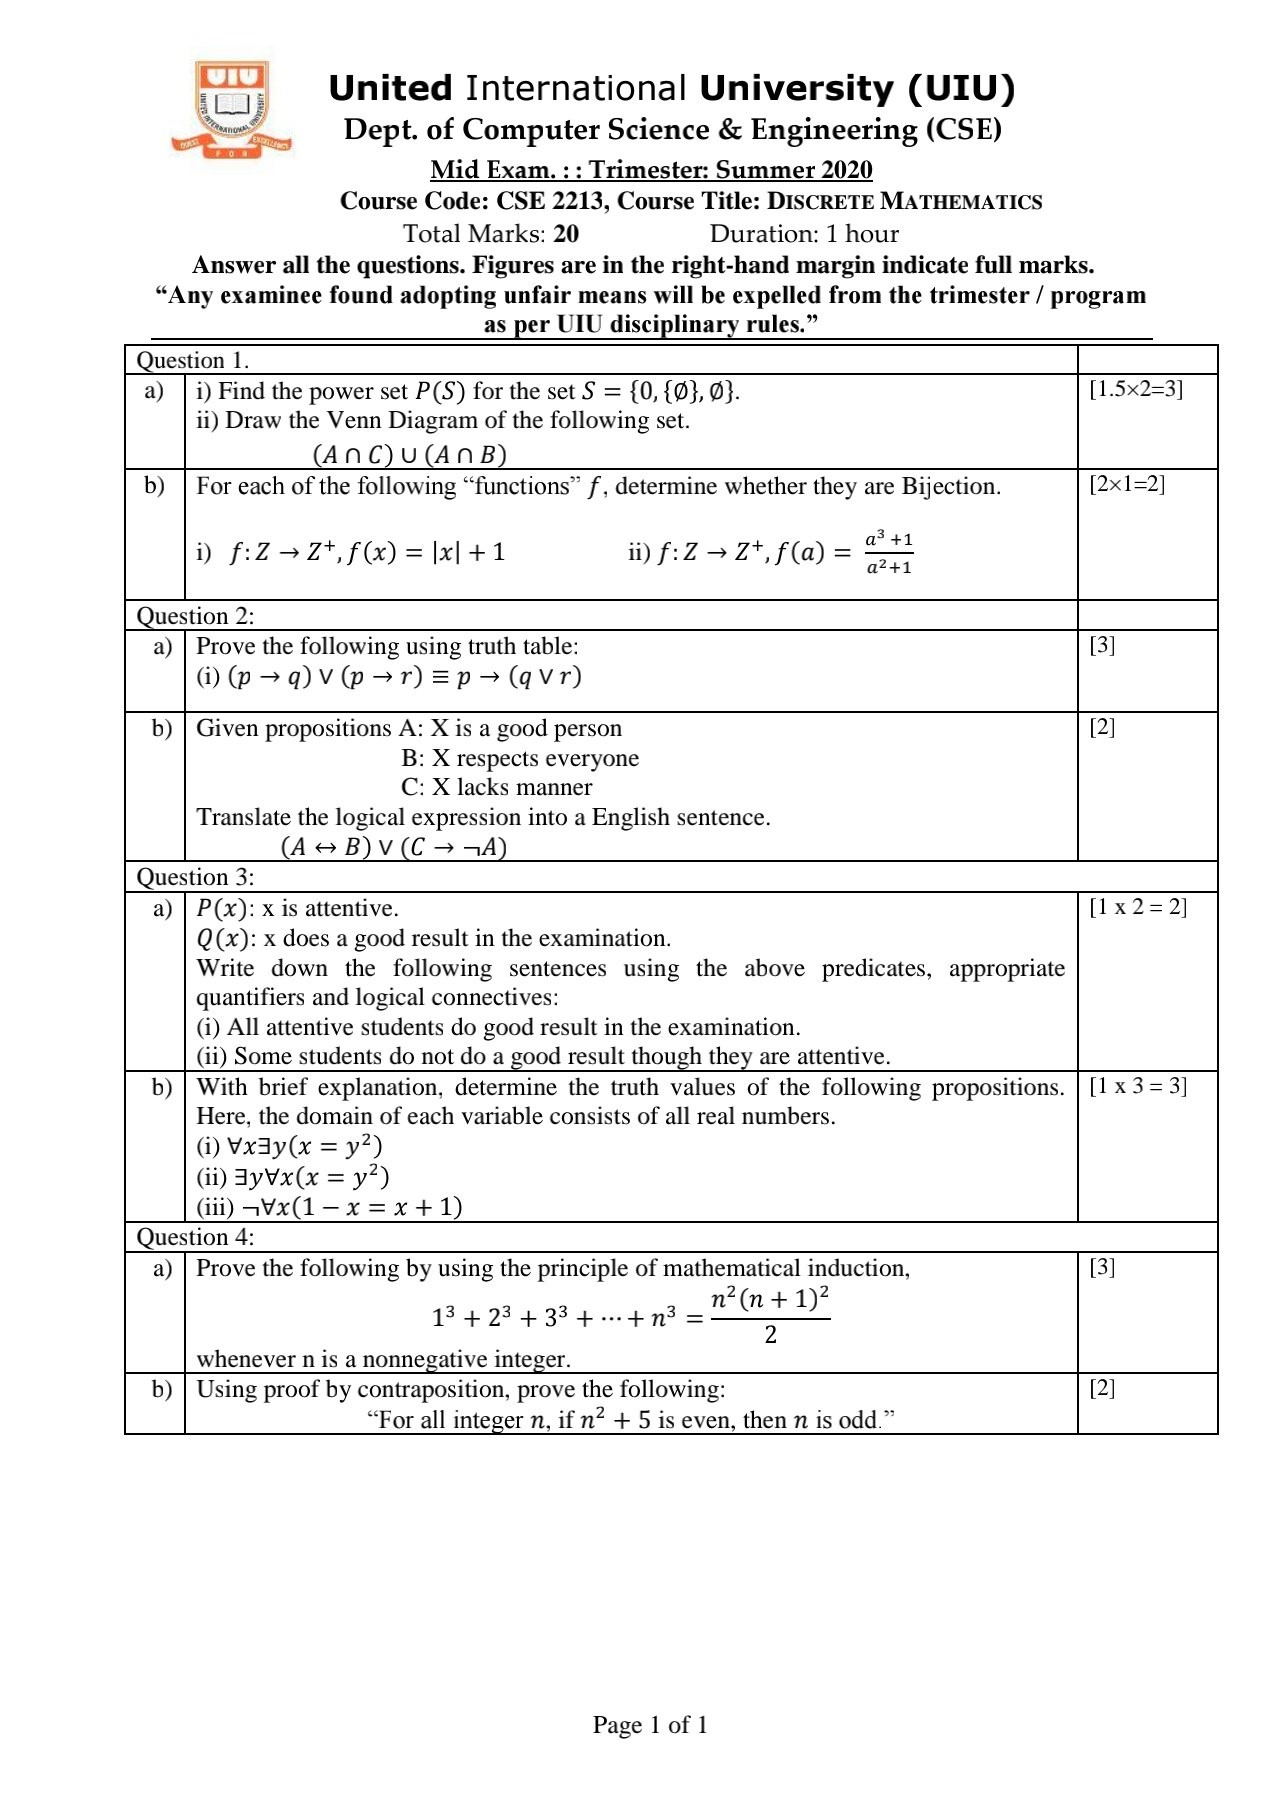 UIU
UNITED INTERNATIONAL UNIVERSITY
QUEST FOR EXCELLENCE
United International University (UIU)
Dept. of Computer Science & Engineering (CSE)
Mid Exam. : : Trimester: Summer 2020
Course Code: CSE 2213, Course Title: DISCRETE MATHEMATICS
Total Marks: 20 Duration: 1 hour
Answer all the questions. Figures are in the right-hand margin indicate full marks.
“Any examinee found adopting unfair means will be expelled from the trimester / program
as per UIU disciplinary rules.”
Question 1.
a) i) Find the power set P(S) for the set S = {0, {∅}, ∅}. [1.5×2=3]
ii) Draw the Venn Diagram of the following set.
(A ∩ C) ∪ (A ∩ B)
b) For each of the following “functions” f, determine whether they are Bijection. [2×1=2]
i) f: Z → Z⁺, f(x) = |x| + 1 ii) f: Z → Z⁺, f(a) = (a³ +1)/(a²+1)
Question 2:
a) Prove the following using truth table: [3]
(i) (p → q) ∨ (p → r) ≡ p → (q ∨ r)
b) Given propositions A: X is a good person [2]
B: X respects everyone
C: X lacks manner
Translate the logical expression into a English sentence.
(A ↔ B) ∨ (C → ¬A)
Question 3:
a) P(x): x is attentive. [1 x 2 = 2]
Q(x): x does a good result in the examination.
Write down the following sentences using the above predicates, appropriate
quantifiers and logical connectives:
(i) All attentive students do good result in the examination.
(ii) Some students do not do a good result though they are attentive.
b) With brief explanation, determine the truth values of the following propositions. [1 x 3 = 3]
Here, the domain of each variable consists of all real numbers.
(i) ∀x∃y(x = y²)
(ii) ∃y∀x(x = y²)
(iii) ¬∀x(1 − x = x + 1)
Question 4:
a) Prove the following by using the principle of mathematical induction, [3]
1³ + 2³ + 3³ + ⋯ + n³ = n²(n + 1)²/2
whenever n is a nonnegative integer.
b) Using proof by contraposition, prove the following: [2]
“For all integer n, if n² + 5 is even, then n is odd.”
Page 1 of 1